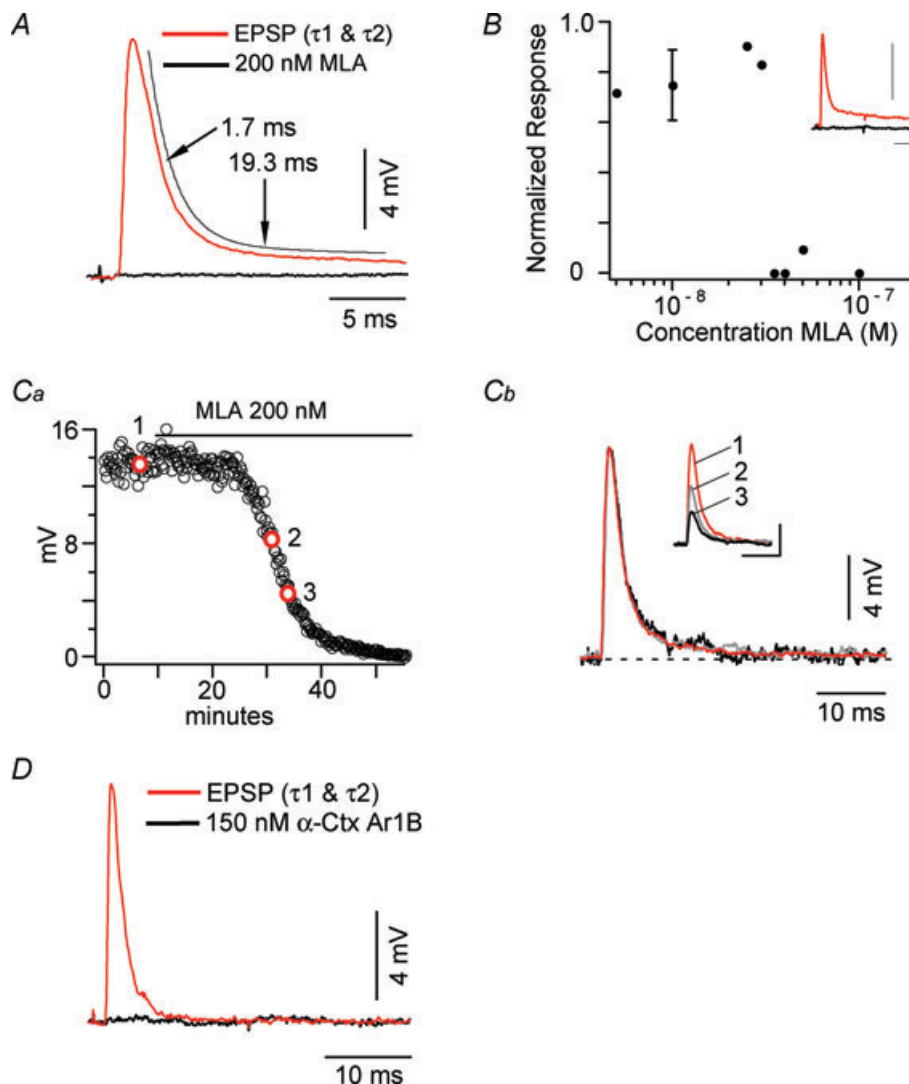 A
EPSP (τ1 & τ2)
200 nM MLA
1.7 ms
19.3 ms
4 mV
5 ms
B
1.0
Normalized Response
0
10⁻⁸
10⁻⁷
Concentration MLA (M)
Ca
MLA 200 nM
16
1
mV
8
2
3
0
0
20
40
minutes
Cb
1
2
3
4 mV
10 ms
D
EPSP (τ1 & τ2)
150 nM α-Ctx Ar1B
4 mV
10 ms